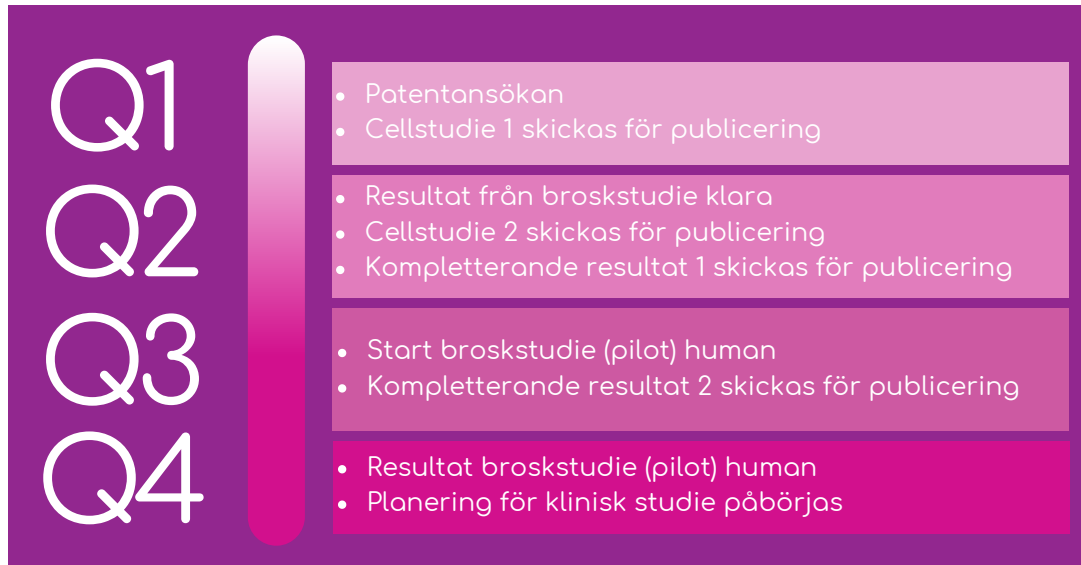 Q1
• Patentansökan
• Cellstudie 1 skickas för publicering
Q2
• Resultat från broskstudie klara
• Cellstudie 2 skickas för publicering
• Kompletterande resultat 1 skickas för publicering
Q3
• Start broskstudie (pilot) human
• Kompletterande resultat 2 skickas för publicering
Q4
• Resultat broskstudie (pilot) human
• Planering för klinisk studie påbörjas